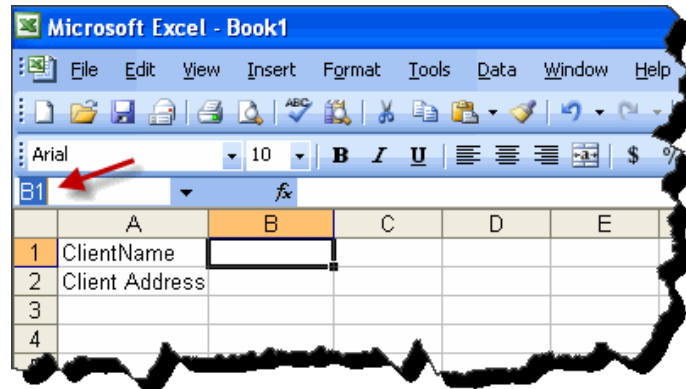 Microsoft Excel - Book1
File Edit View Insert Format Tools Data Window Help
ABC
Arial 10 B I U a $ %
B1 fx
A B C D E
1 ClientName
2 Client Address
3
4